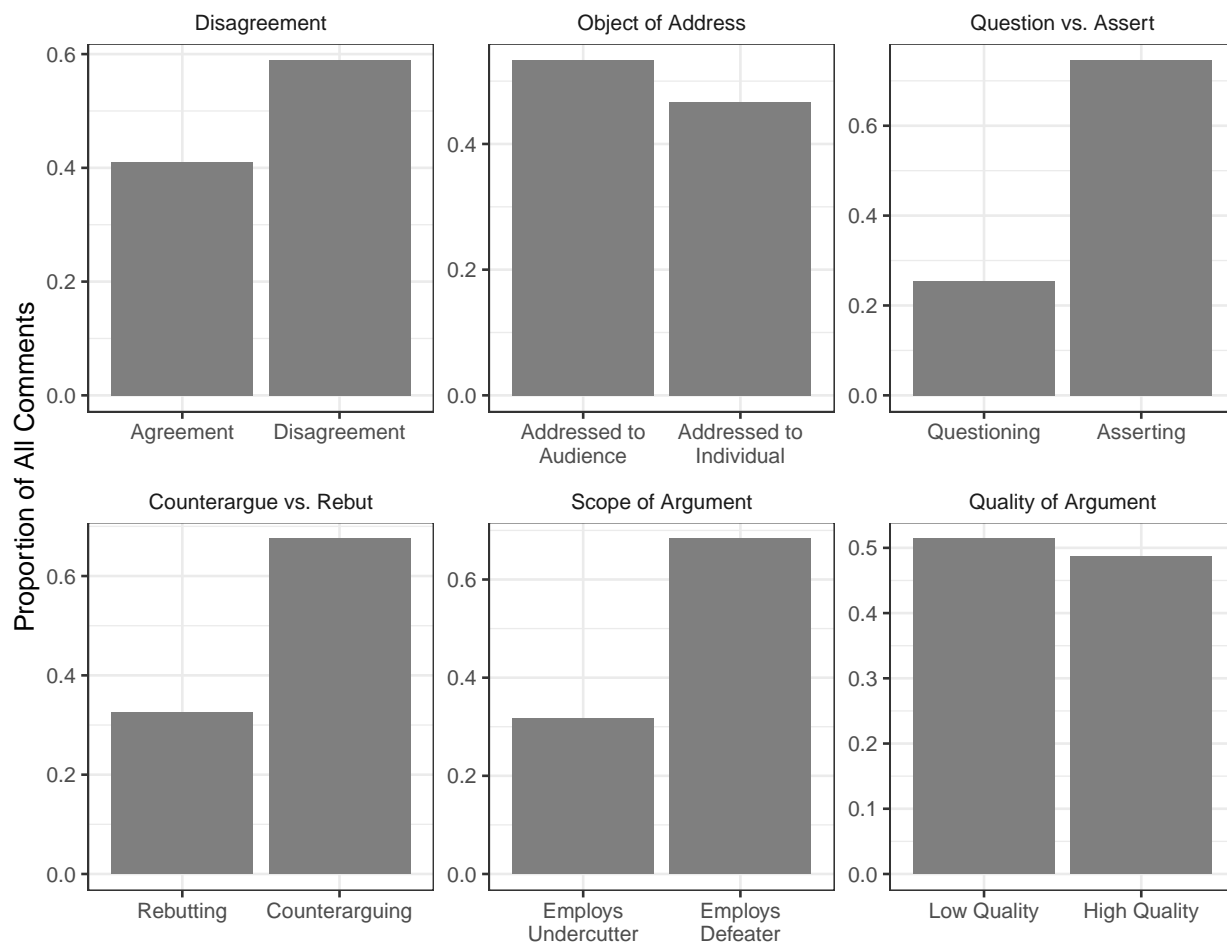 Disagreement
Object of Address
Question vs. Assert
Proportion of All Comments
0.6
0.4
0.2
0.0
Agreement
Disagreement
0.4
0.2
0.0
Addressed to
Audience
Addressed to
Individual
0.6
0.4
0.2
0.0
Questioning
Asserting
Counterargue vs. Rebut
Scope of Argument
Quality of Argument
0.6
0.4
0.2
0.0
Rebutting
Counterarguing
0.6
0.4
0.2
0.0
Employs
Undercutter
Employs
Defeater
0.5
0.4
0.3
0.2
0.1
0.0
Low Quality
High Quality